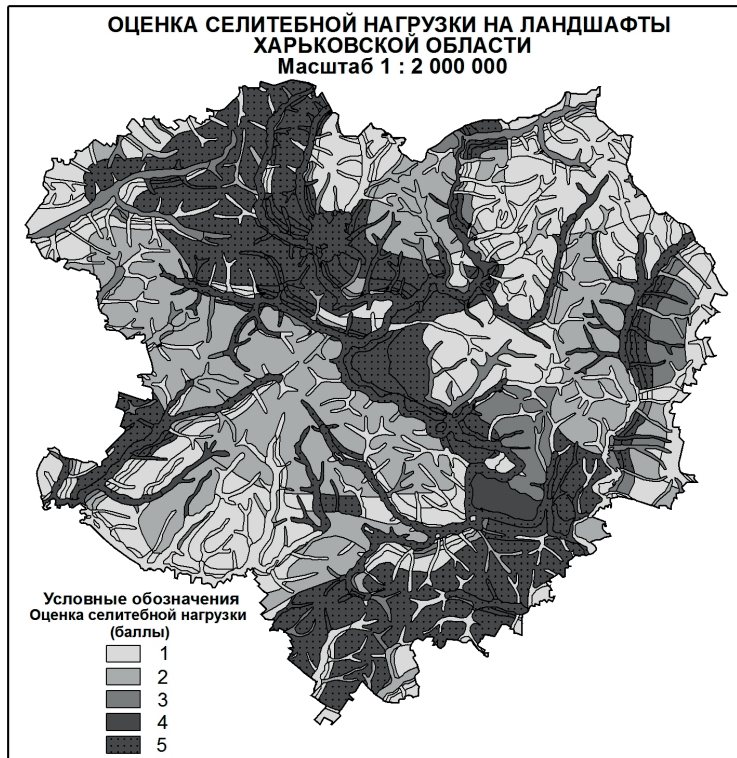 ОЦЕНКА СЕЛИТЕБНОЙ НАГРУЗКИ НА ЛАНДШАФТЫ
ХАРЬКОВСКОЙ ОБЛАСТИ
Масштаб 1 : 2 000 000
Условные обозначения
Оценка селитебной нагрузки
(баллы)
1
2
3
4
5